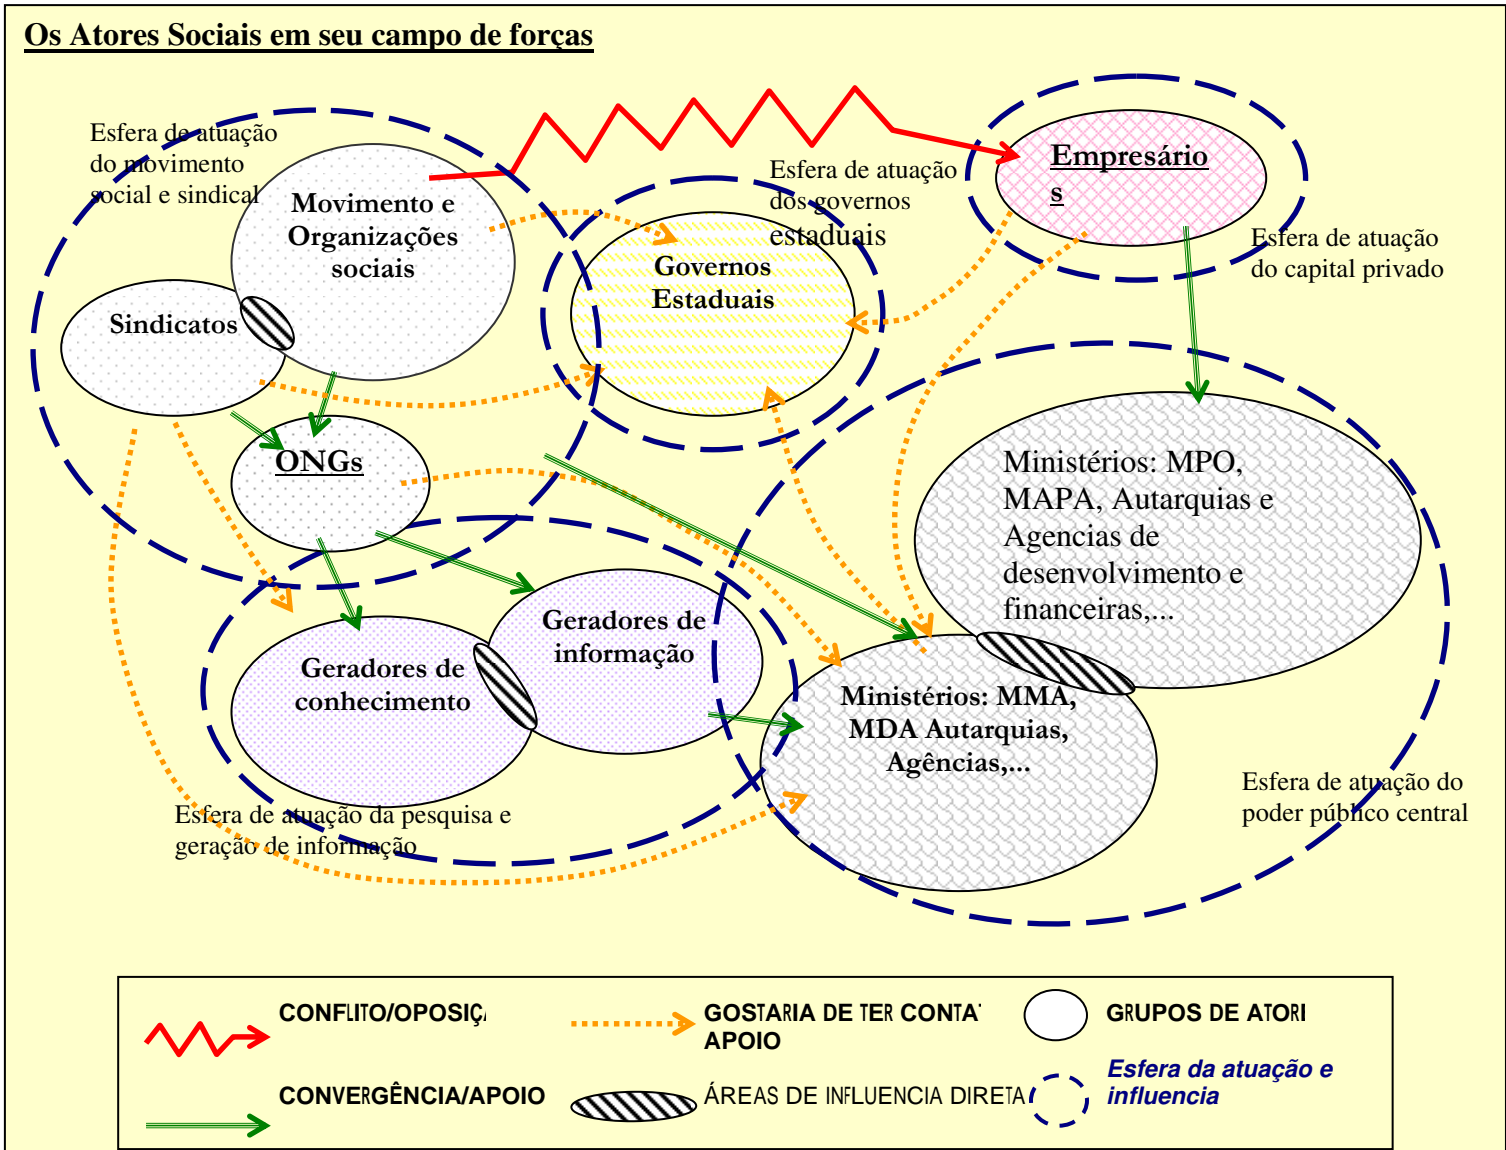 Os Atores Sociais em seu campo de forças
Esfera de atuação
do movimento
social e sindical
Movimento e
Organizações
sociais
Sindicatos
ONGs
Esfera de atuação
dos governos
estaduais
Governos
Estaduais
Empresário
s
Esfera de atuação
do capital privado
Ministérios: MPO,
MAPA, Autarquias e
Agencias de
desenvolvimento e
financeiras,...
Geradores de
informação
Geradores de
conhecimento
Ministérios: MMA,
MDA Autarquias,
Agências,...
Esfera de atuação do
poder público central
Esfera de atuação da pesquisa e
geração de informação
CONFLITO/OPOSIÇ
GOSTARIA DE TER CONTA
APOIO
GRUPOS DE ATORI
CONVERGÊNCIA/APOIO
ÁREAS DE INFLUENCIA DIRETA
Esfera da atuação e
influencia